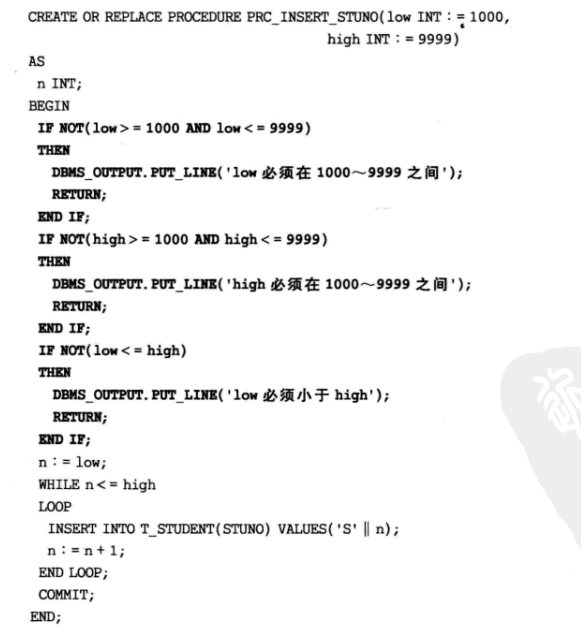 CREATE OR REPLACE PROCEDURE PRC_INSERT_STUNO(low INT := 1000,
high INT := 9999)
AS
n INT;
BEGIN
IF NOT(low>= 1000 AND low<= 9999)
THEN
DBMS_OUTPUT.PUT_LINE('low 必须在 1000～9999 之间');
RETURN;
END IF;
IF NOT(high>= 1000 AND high<= 9999)
THEN
DBMS_OUTPUT.PUT_LINE('high 必须在 1000～9999 之间');
RETURN;
END IF;
IF NOT(low<= high)
THEN
DBMS_OUTPUT.PUT_LINE('low 必须小于 high');
RETURN;
END IF;
n := low;
WHILE n<= high
LOOP
INSERT INTO T_STUDENT(STUNO) VALUES('S' ‖ n);
n := n+1;
END LOOP;
COMMIT;
END;